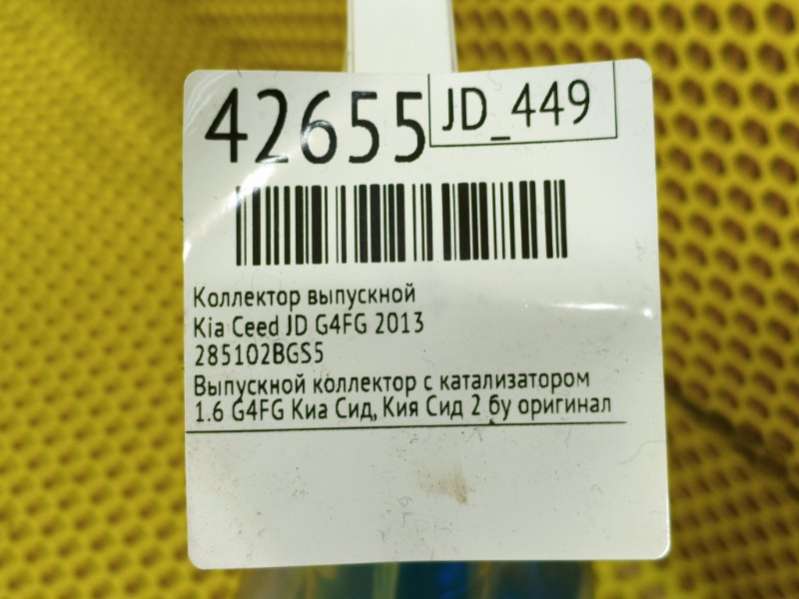 42655
JD_449
Коллектор выпускной
Kia Ceed JD G4FG 2013
285102BGS5
Выпускной коллектор с катализатором
1.6 G4FG Киа Сид, Кия Сид 2 бу оригинал